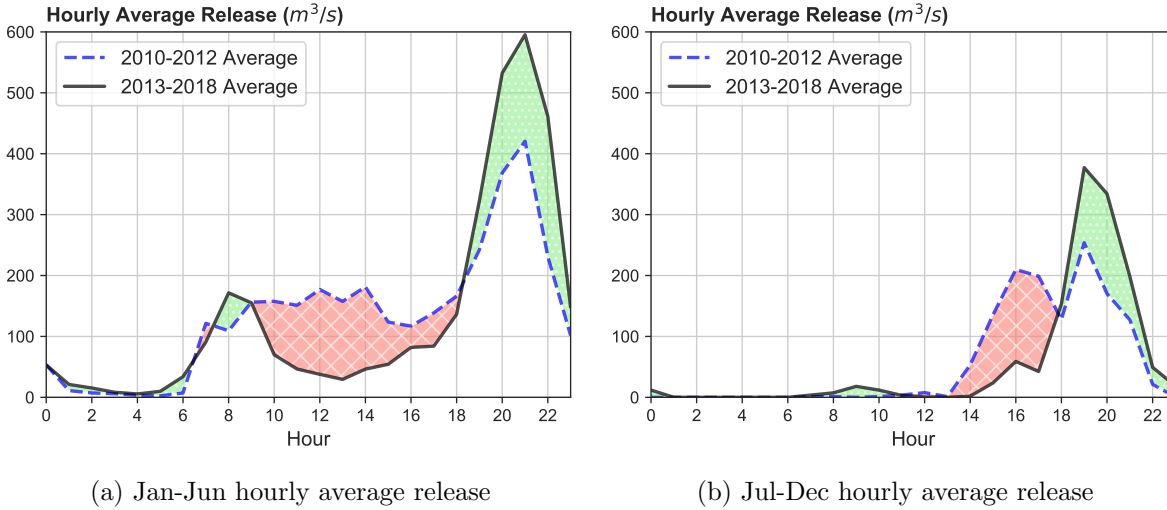 Hourly Average Release (m³/s)
600
500
400
300
200
100
0
2010-2012 Average
2013-2018 Average
0 2 4 6 8 10 12 14 16 18 20 22
Hour
(a) Jan-Jun hourly average release
Hourly Average Release (m³/s)
600
500
400
300
200
100
0
2010-2012 Average
2013-2018 Average
0 2 4 6 8 10 12 14 16 18 20 22
Hour
(b) Jul-Dec hourly average release